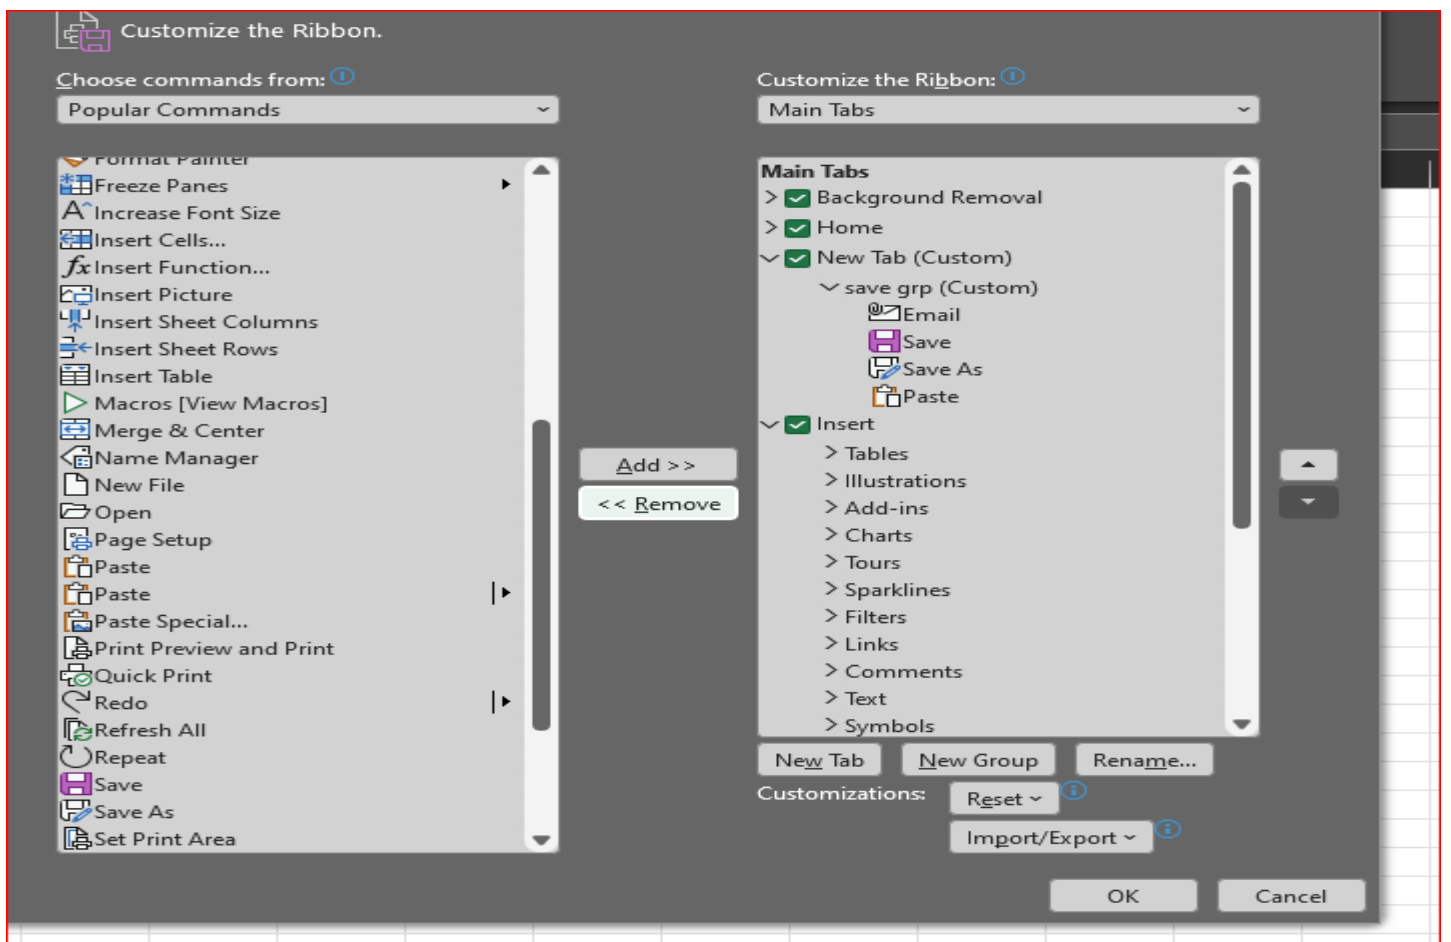 Customize the Ribbon.
Choose commands from:
Popular Commands
Format Painter
Freeze Panes
Increase Font Size
Insert Cells...
Insert Function...
Insert Picture
Insert Sheet Columns
Insert Sheet Rows
Insert Table
Macros [View Macros]
Merge & Center
Name Manager
New File
Open
Page Setup
Paste
Paste
Paste Special...
Print Preview and Print
Quick Print
Redo
Refresh All
Repeat
Save
Save As
Set Print Area
Add >>
<< Remove
Customize the Ribbon:
Main Tabs
Main Tabs
Background Removal
Home
New Tab (Custom)
save grp (Custom)
Email
Save
Save As
Paste
Insert
Tables
Illustrations
Add-ins
Charts
Tours
Sparklines
Filters
Links
Comments
Text
Symbols
New Tab New Group Rename...
Customizations: Reset
Import/Export
OK Cancel